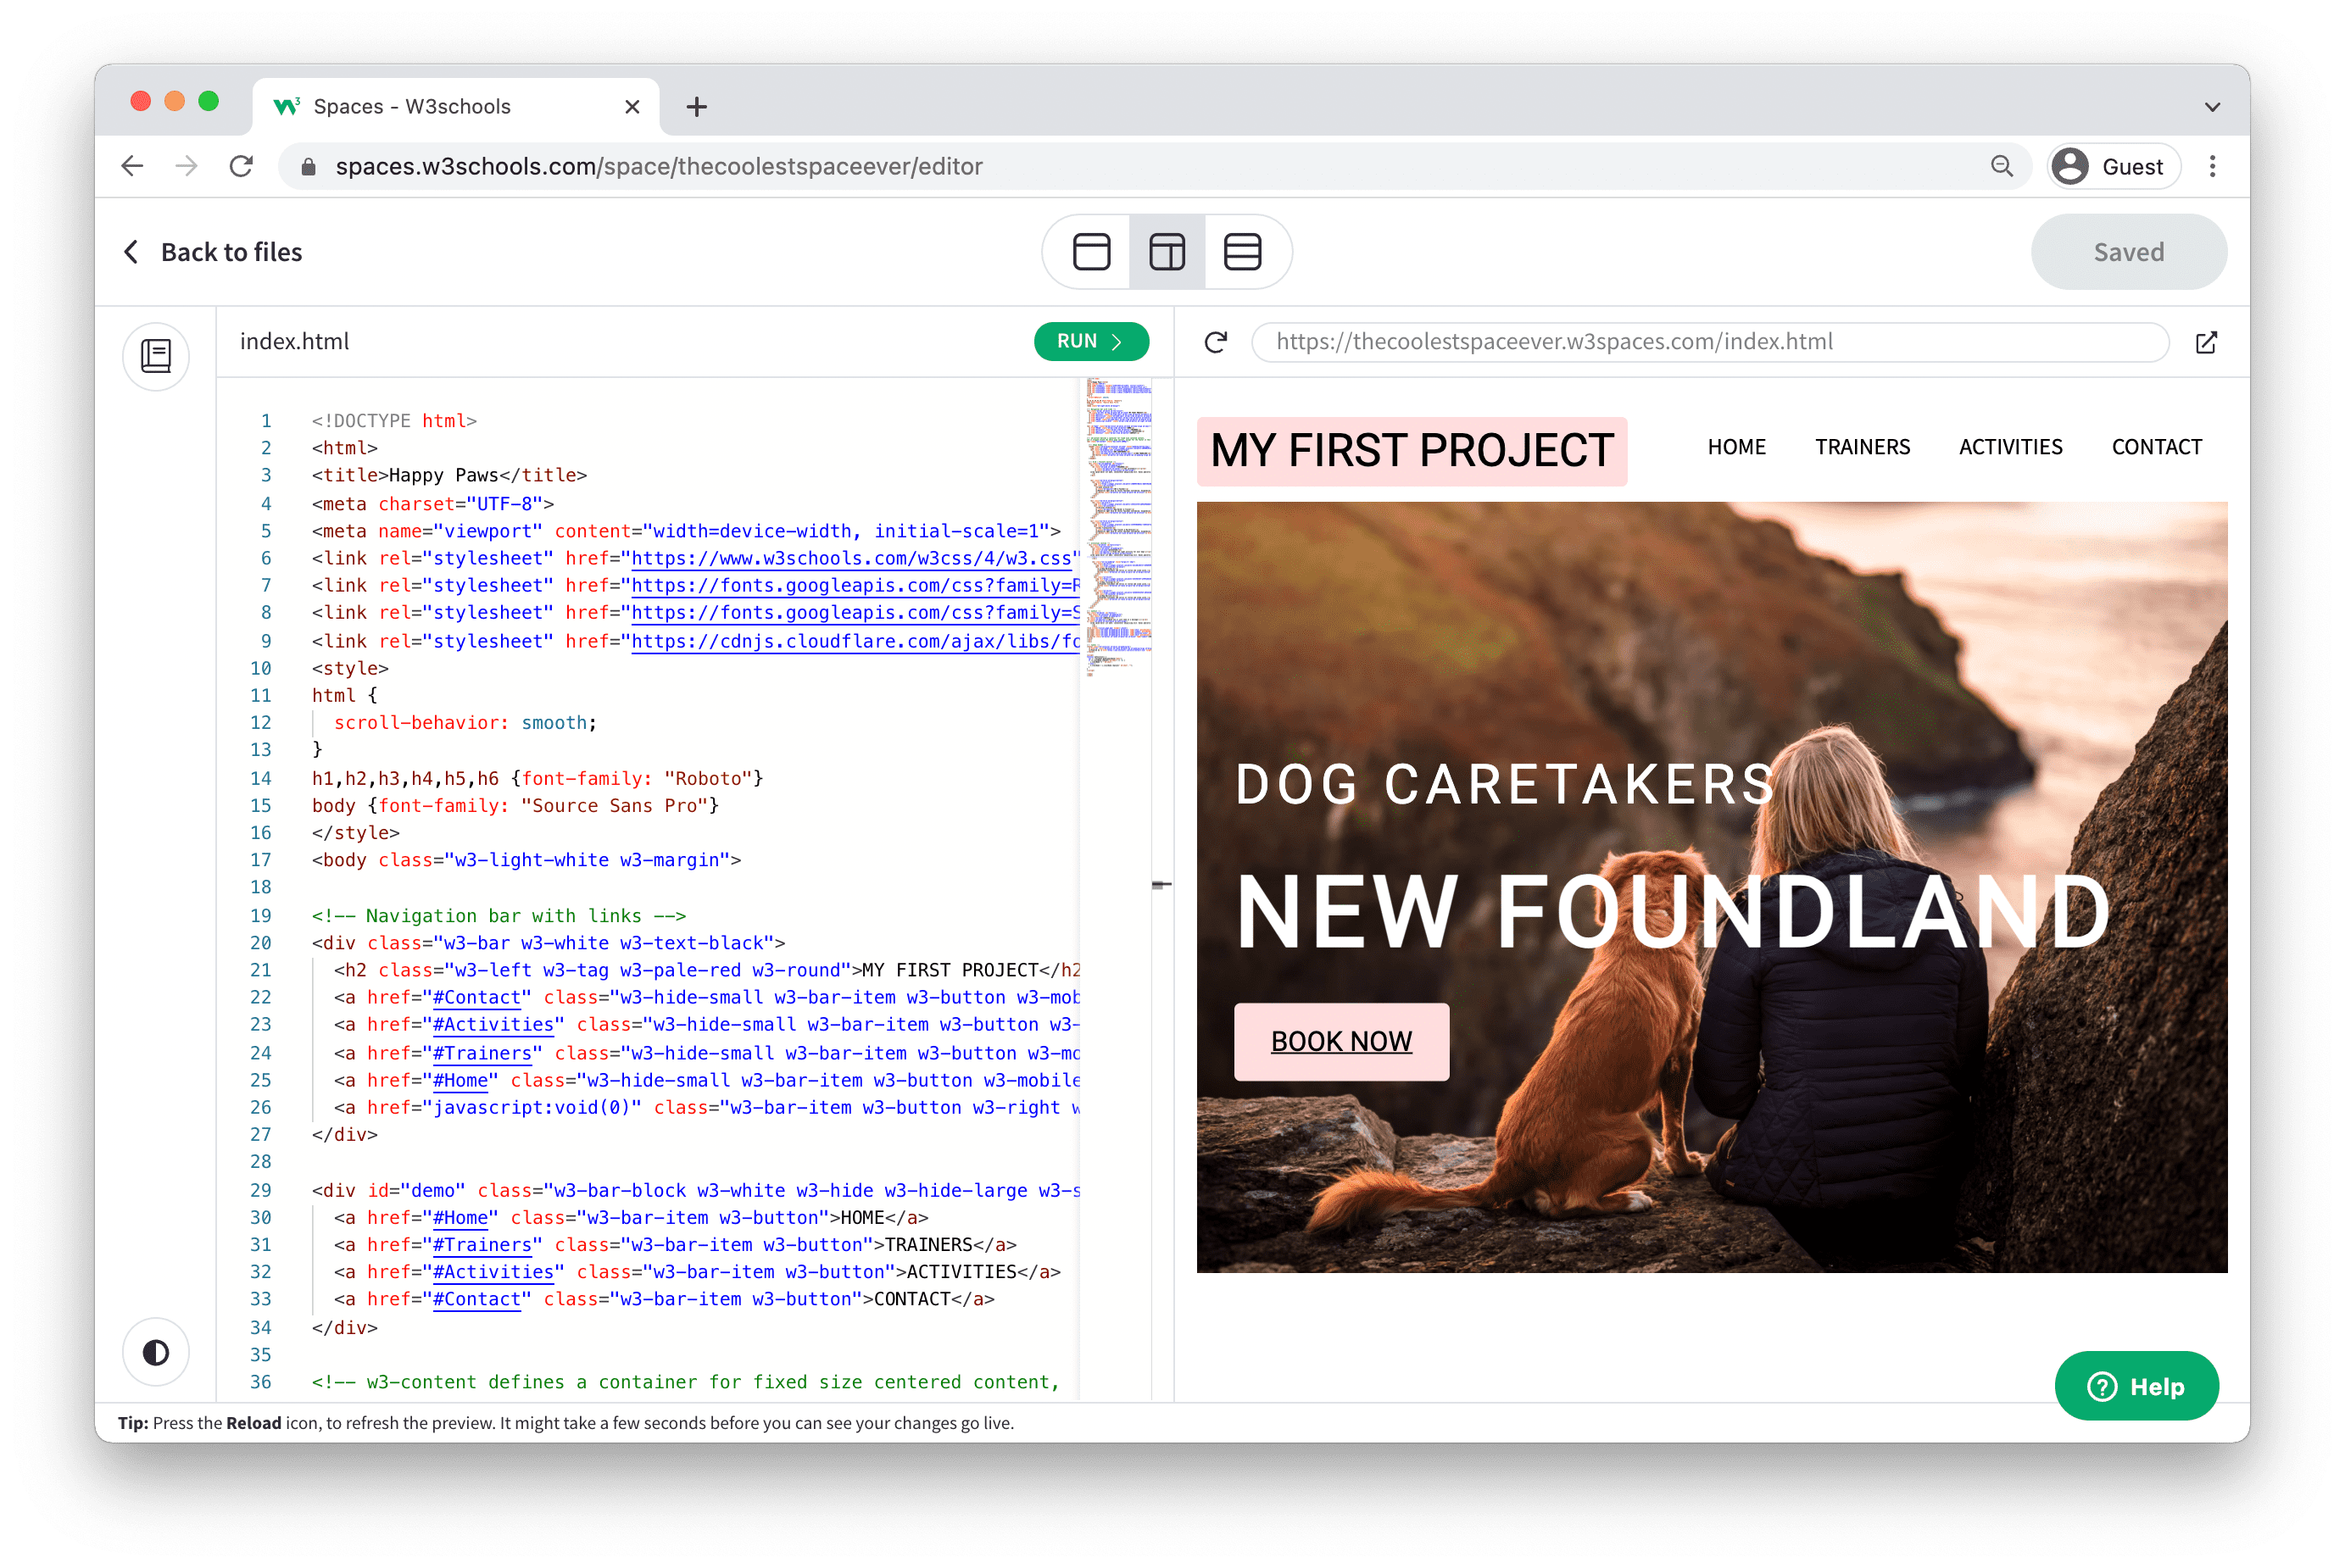 Spaces - W3schools
spaces.w3schools.com/space/thecoolestspaceever/editor
Guest
Back to files
Saved
index.html
RUN
https://thecoolestspaceever.w3spaces.com/index.html
1 <!DOCTYPE html>
2 <html>
3 <title>Happy Paws</title>
4 <meta charset="UTF-8">
5 <meta name="viewport" content="width=device-width, initial-scale=1">
6 <link rel="stylesheet" href="https://www.w3schools.com/w3css/4/w3.css"
7 <link rel="stylesheet" href="https://fonts.googleapis.com/css?family=R
8 <link rel="stylesheet" href="https://fonts.googleapis.com/css?family=S
9 <link rel="stylesheet" href="https://cdnjs.cloudflare.com/ajax/libs/fo
10 <style>
11 html {
12 scroll-behavior: smooth;
13 }
14 h1,h2,h3,h4,h5,h6 {font-family: "Roboto"}
15 body {font-family: "Source Sans Pro"}
16 </style>
17 <body class="w3-light-white w3-margin">
18
19 <!-- Navigation bar with links -->
20 <div class="w3-bar w3-white w3-text-black">
21 <h2 class="w3-left w3-tag w3-pale-red w3-round">MY FIRST PROJECT</h2
22 <a href="#Contact" class="w3-hide-small w3-bar-item w3-button w3-mob
23 <a href="#Activities" class="w3-hide-small w3-bar-item w3-button w3-
24 <a href="#Trainers" class="w3-hide-small w3-bar-item w3-button w3-mo
25 <a href="#Home" class="w3-hide-small w3-bar-item w3-button w3-mobile
26 <a href="javascript:void(0)" class="w3-bar-item w3-button w3-right w
27 </div>
28
29 <div id="demo" class="w3-bar-block w3-white w3-hide w3-hide-large w3-s
30 <a href="#Home" class="w3-bar-item w3-button">HOME</a>
31 <a href="#Trainers" class="w3-bar-item w3-button">TRAINERS</a>
32 <a href="#Activities" class="w3-bar-item w3-button">ACTIVITIES</a>
33 <a href="#Contact" class="w3-bar-item w3-button">CONTACT</a>
34 </div>
35
36 <!-- w3-content defines a container for fixed size centered content,
MY FIRST PROJECT
HOME TRAINERS ACTIVITIES CONTACT
DOG CARETAKERS
NEW FOUNDLAND
BOOK NOW
Help
Tip: Press the Reload icon, to refresh the preview. It might take a few seconds before you can see your changes go live.